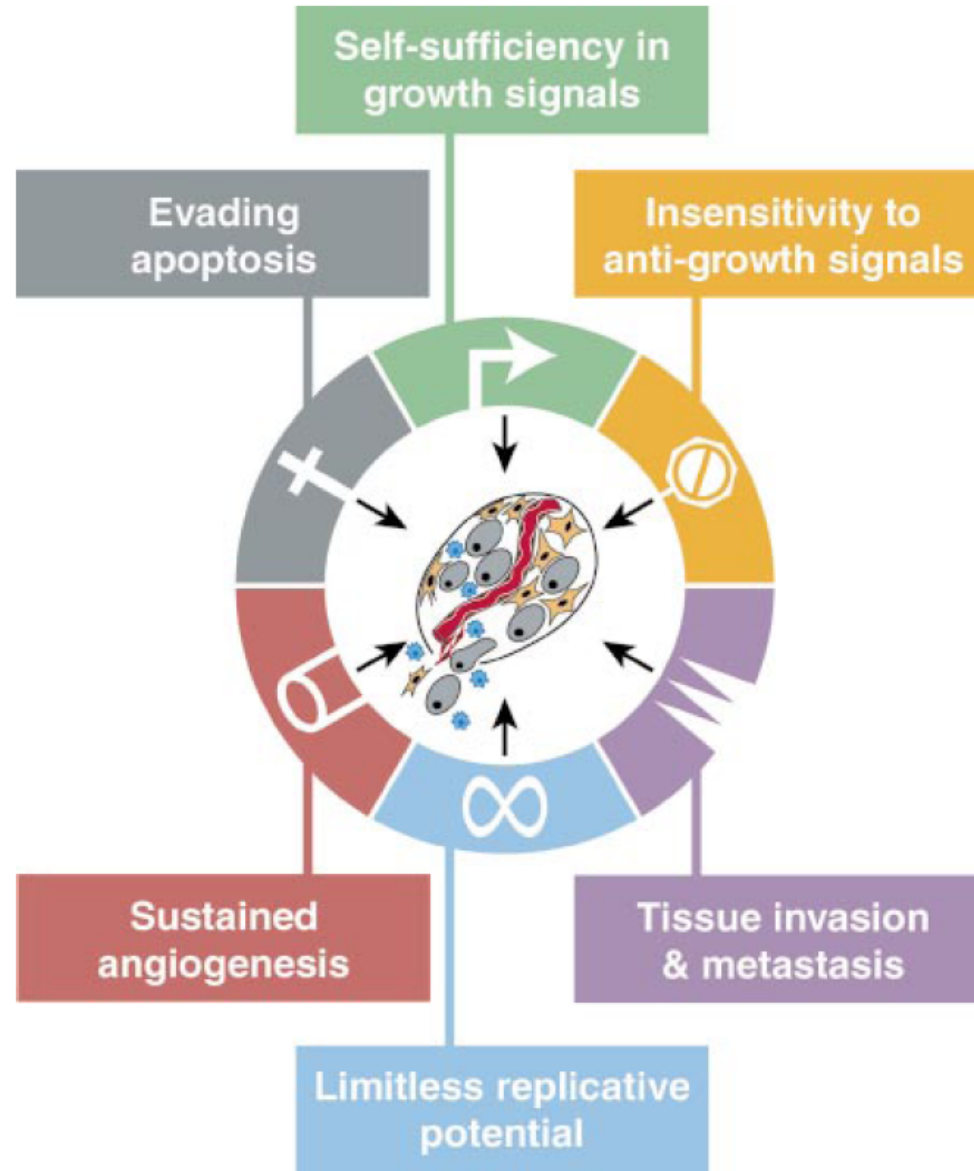 Self-sufficiency in
growth signals
Evading
apoptosis
Insensitivity to
anti-growth signals
Sustained
angiogenesis
Tissue invasion
& metastasis
Limitless replicative
potential